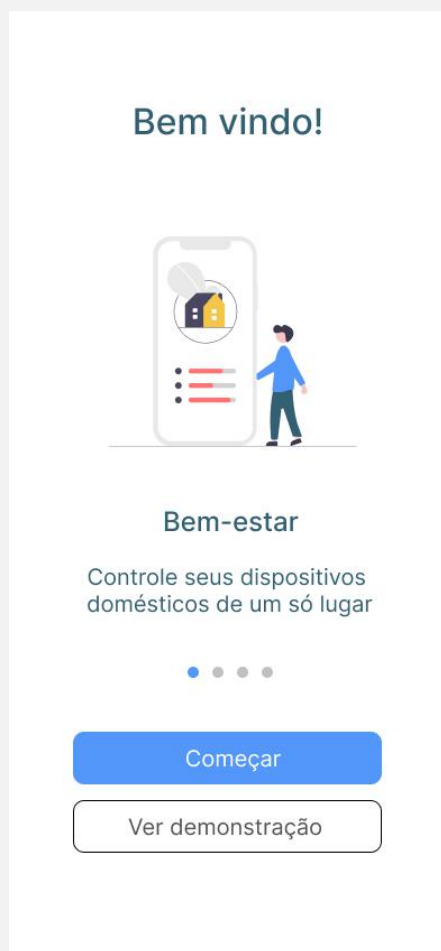 Bem vindo!
Bem-estar
Controle seus dispositivos
domésticos de um só lugar
Começar
Ver demonstração